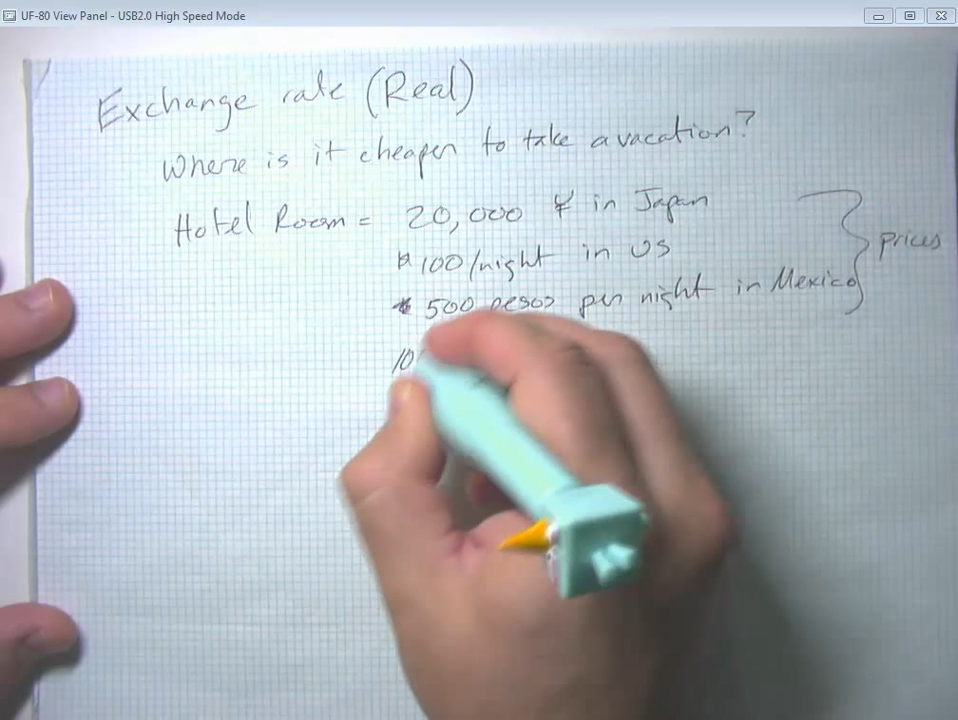 UF-80 View Panel - USB2.0 High Speed Mode
Exchange rate (Real)
Where is it cheaper to take a vacation?
Hotel Room = 20,000 ¥ in Japan
$100/night in US
500 pesos per night in Mexico
prices
10